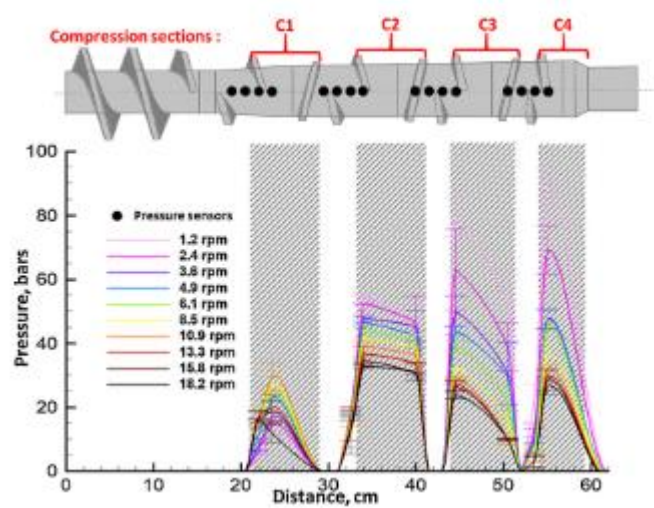 Compression sections :
C1
C2
C3
C4
100
80
60
40
20
0
Pressure, bars
Pressure sensors
1.2 rpm
2.4 rpm
3.6 rpm
4.9 rpm
6.1 rpm
8.5 rpm
10.9 rpm
13.3 rpm
15.8 rpm
18.2 rpm
0
10
20
30
40
50
60
Distance, cm